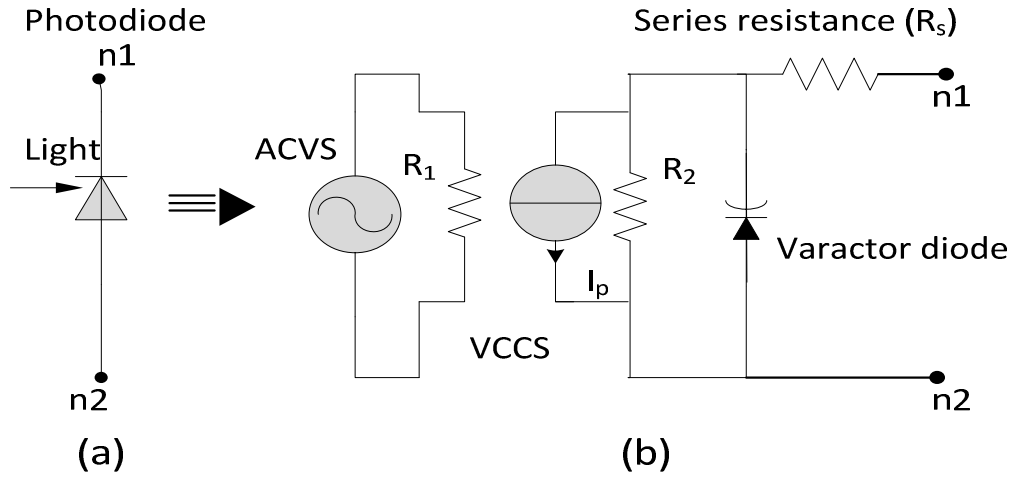 Photodiode
n1
Light
n2
(a)
ACVS
R1
VCCS
Ip
R2
Series resistance (Rs)
n1
Varactor diode
n2
(b)